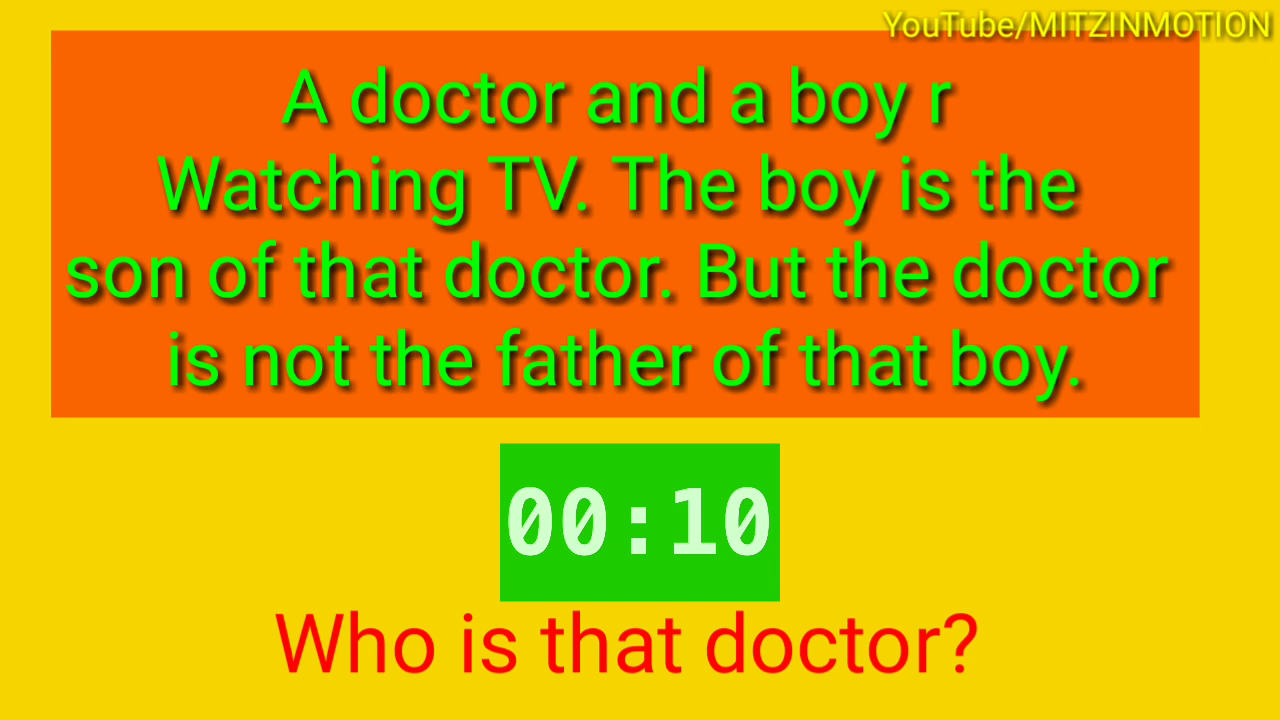 YouTube/MITZINMOTION
A doctor and a boy r
Watching TV. The boy is the
son of that doctor. But the doctor
is not the father of that boy.
00:10
Who is that doctor?